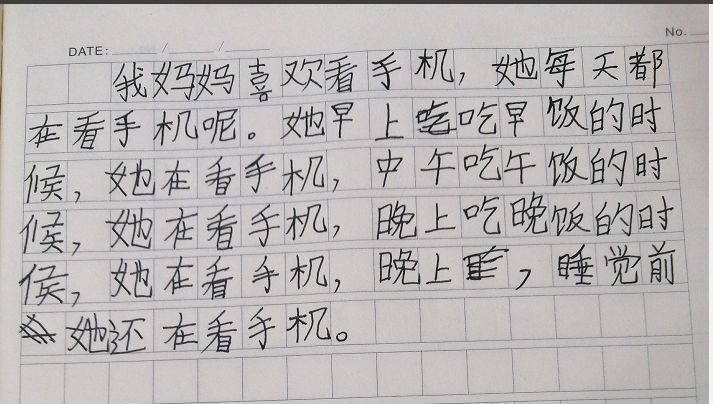 No.
DATE: / /
我妈妈喜欢看手机，她每天都
在看手机呢。她早上吃早饭的时
候，她在看手机，中午吃午饭的时
候，她在看手机，晚上吃晚饭的时
候，她在看手机，晚上，睡觉前
她还在看手机。